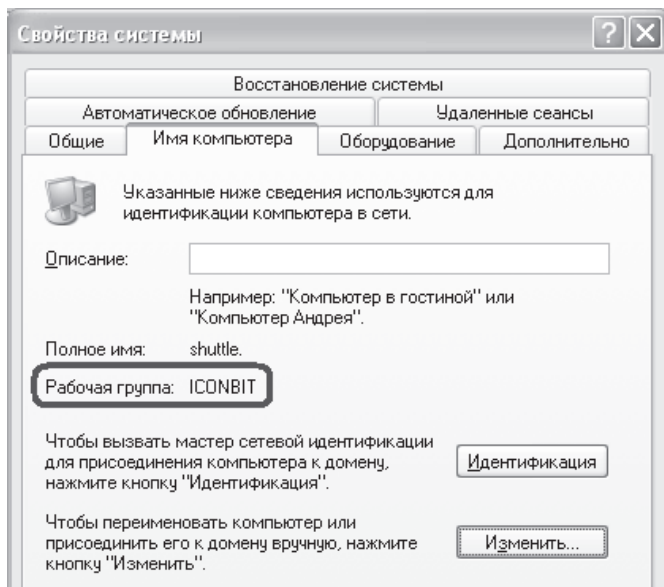 Свойства системы
Восстановление системы
Автоматическое обновление Удаленные сеансы
Общие Имя компьютера Оборудование Дополнительно
Указанные ниже сведения используются для
идентификации компьютера в сети.
Описание:
Например: "Компьютер в гостиной" или
"Компьютер Андрея".
Полное имя: shuttle.
Рабочая группа: ICONBIT
Чтобы вызвать мастер сетевой идентификации
для присоединения компьютера к домену,
нажмите кнопку "Идентификация".
Идентификация
Чтобы переименовать компьютер или
присоединить его к домену вручную, нажмите
кнопку "Изменить".
Изменить...